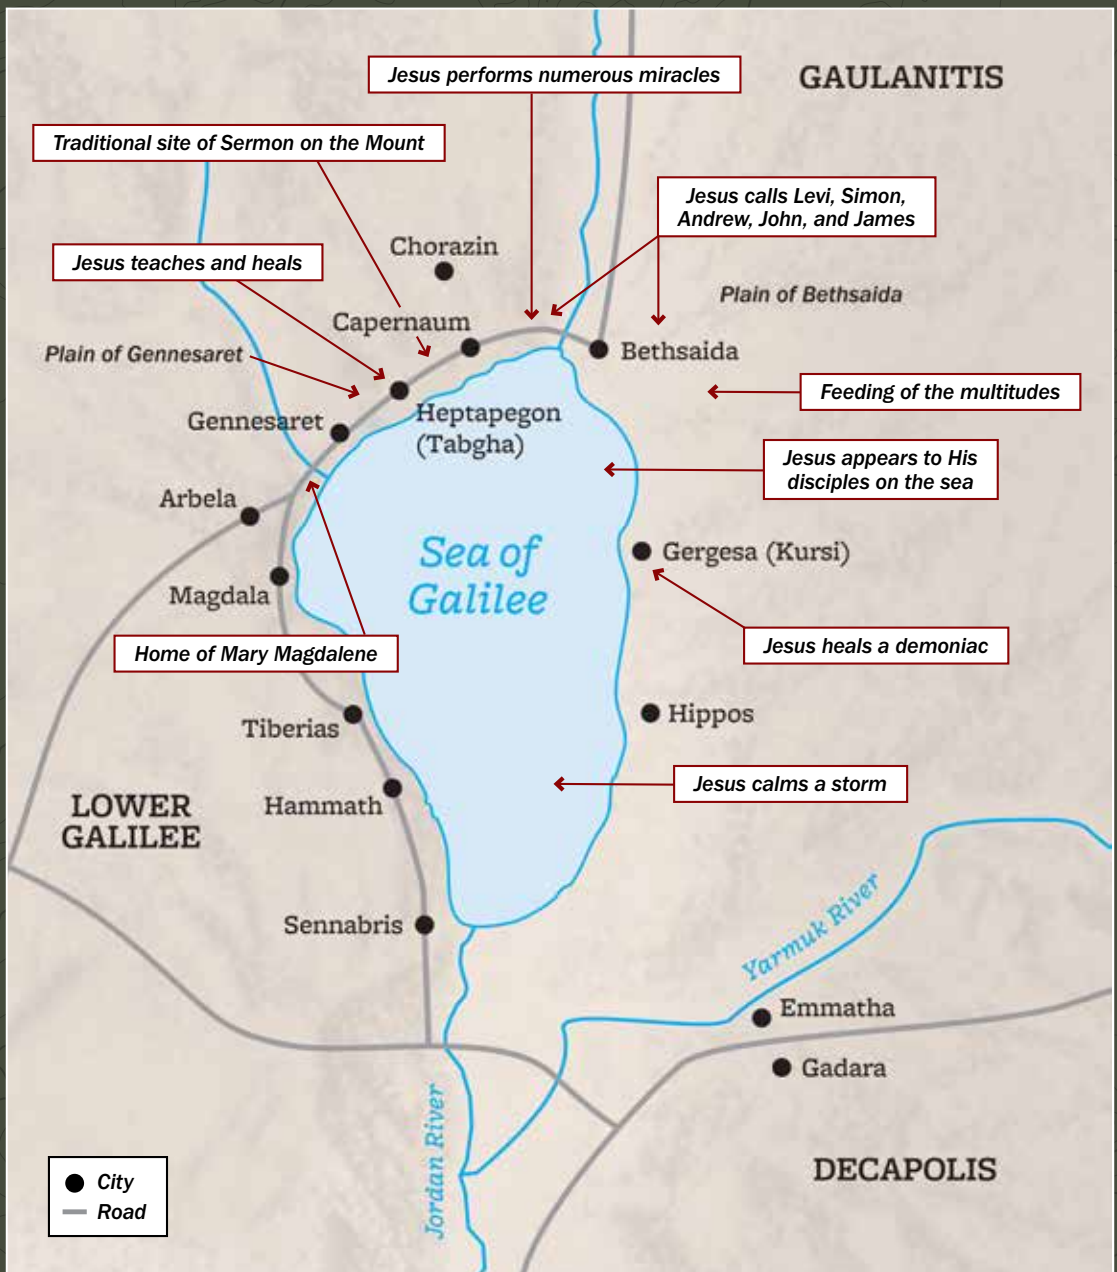 Jesus performs numerous miracles
GAULANITIS
Traditional site of Sermon on the Mount
Jesus calls Levi, Simon,
Andrew, John, and James
Chorazin
Jesus teaches and heals
Plain of Bethsaida
Capernaum
Plain of Gennesaret
Bethsaida
Feeding of the multitudes
Gennesaret
Heptapegon
(Tabgha)
Jesus appears to His
disciples on the sea
Arbela
Sea of
Galilee
Gergesa (Kursi)
Magdala
Home of Mary Magdalene
Jesus heals a demoniac
Tiberias
Hippos
Jesus calms a storm
Hammath
LOWER
GALILEE
Sennabris
Yarmuk River
Emmatha
Gadara
Jordan River
DECAPOLIS
City
Road